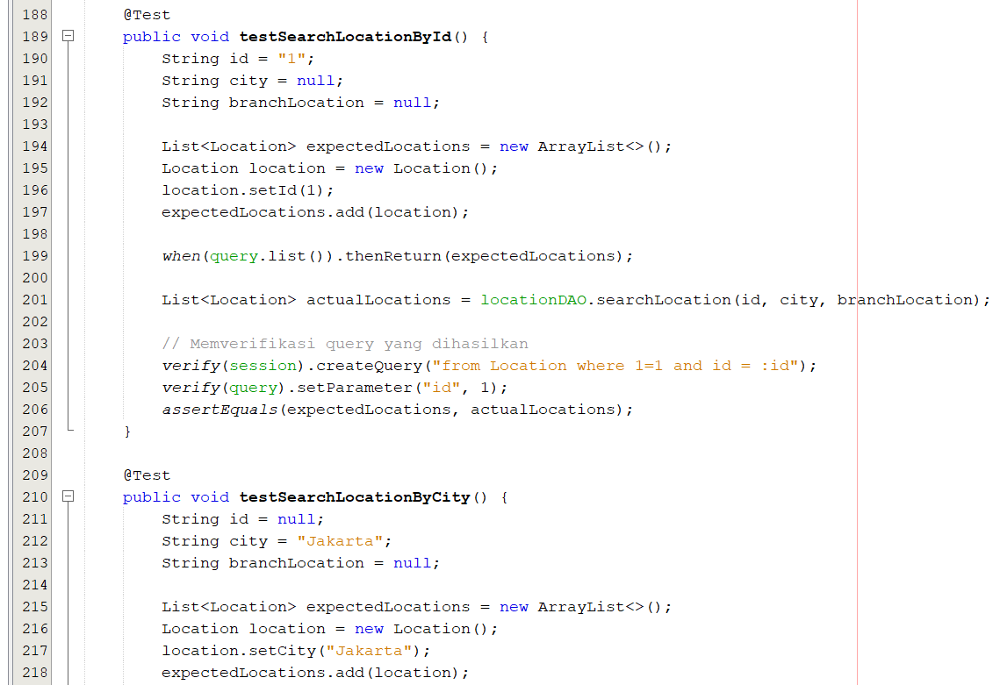 188 @Test
189 public void testSearchLocationById() {
190 String id = "1";
191 String city = null;
192 String branchLocation = null;
193
194 List<Location> expectedLocations = new ArrayList<>();
195 Location location = new Location();
196 location.setId(1);
197 expectedLocations.add(location);
198
199 when(query.list()).thenReturn(expectedLocations);
200
201 List<Location> actualLocations = locationDAO.searchLocation(id, city, branchLocation);
202
203 // Memverifikasi query yang dihasilkan
204 verify(session).createQuery("from Location where 1=1 and id = :id");
205 verify(query).setParameter("id", 1);
206 assertEquals(expectedLocations, actualLocations);
207 }
208
209 @Test
210 public void testSearchLocationByCity() {
211 String id = null;
212 String city = "Jakarta";
213 String branchLocation = null;
214
215 List<Location> expectedLocations = new ArrayList<>();
216 Location location = new Location();
217 location.setCity("Jakarta");
218 expectedLocations.add(location);